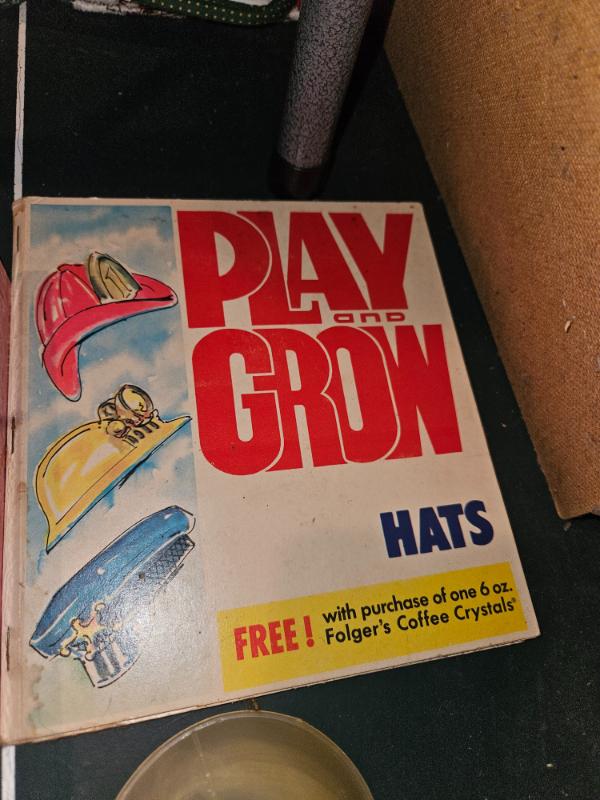 PLAY
AND
GROW
HATS
FREE! with purchase of one 6 oz.
Folger's Coffee Crystals®